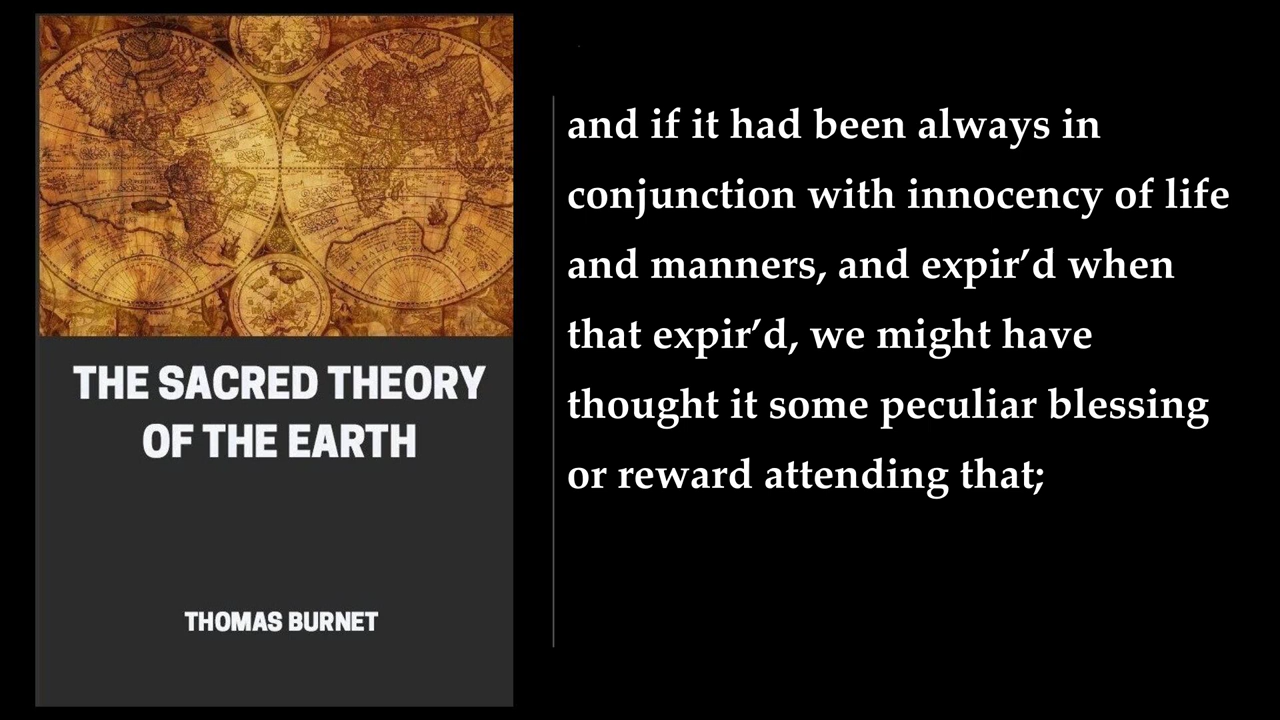 THE SACRED THEORY
OF THE EARTH
THOMAS BURNET
and if it had been always in
conjunction with innocency of life
and manners, and expir’d when
that expir’d, we might have
thought it some peculiar blessing
or reward attending that;